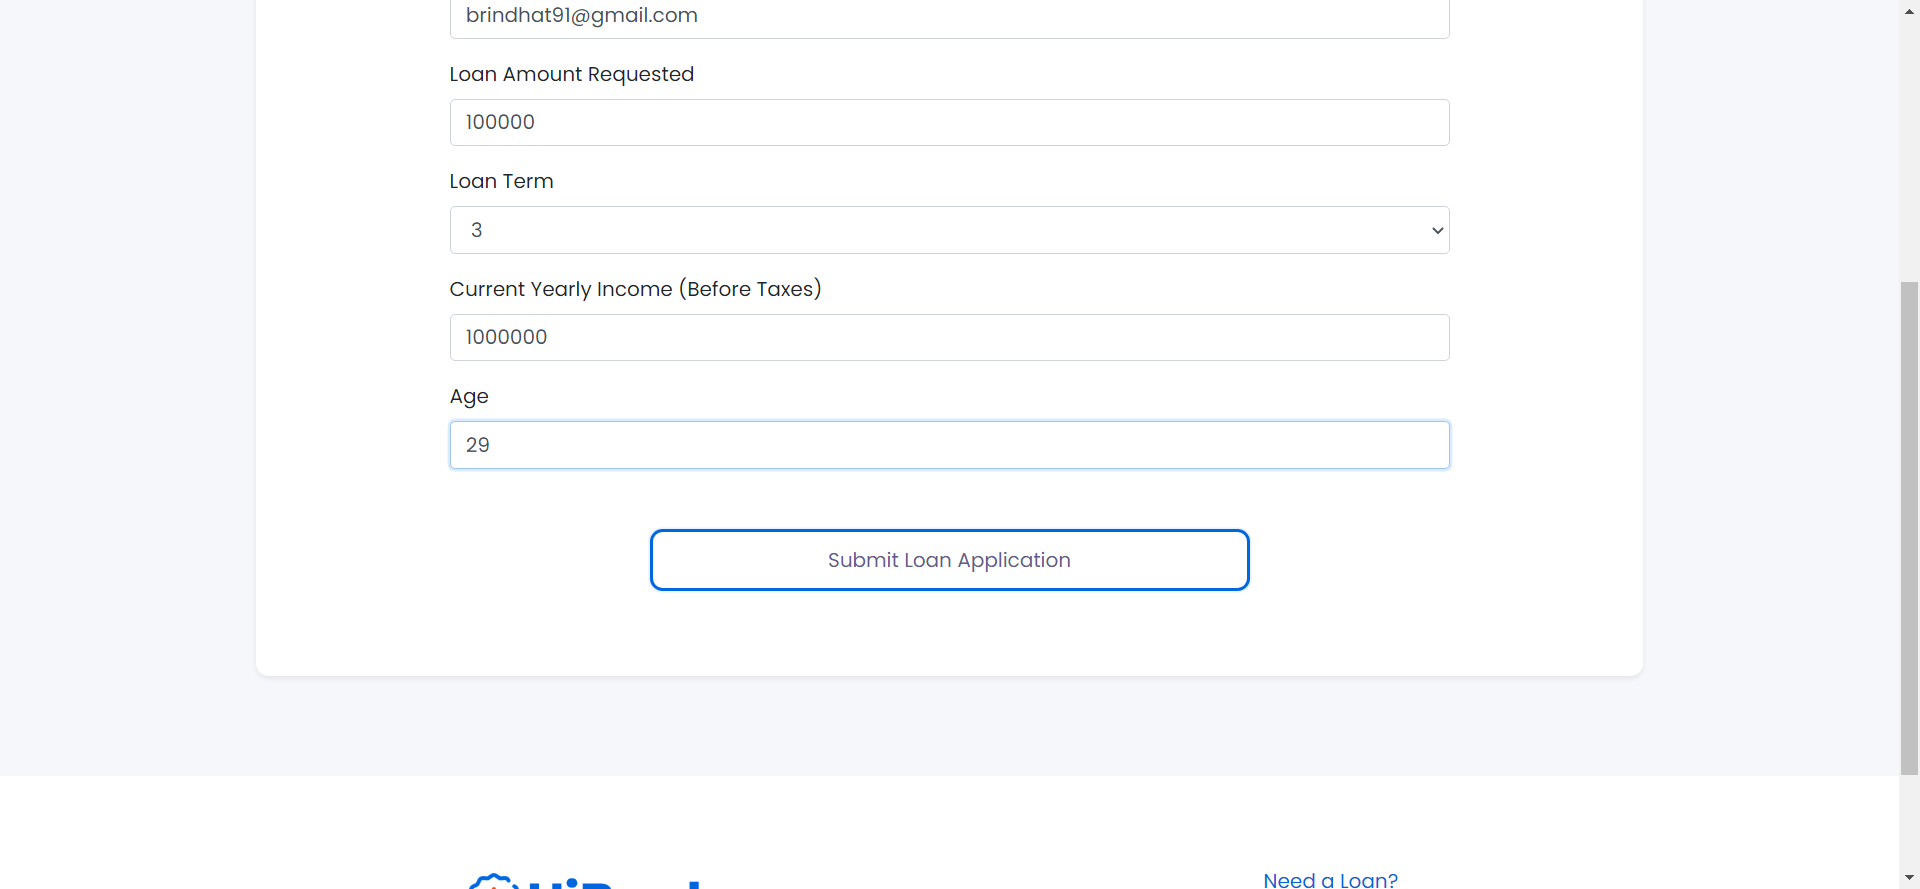 brindhat91@gmail.com
Loan Amount Requested
100000
Loan Term
3
Current Yearly Income (Before Taxes)
1000000
Age
29
Submit Loan Application
Need a Loan?